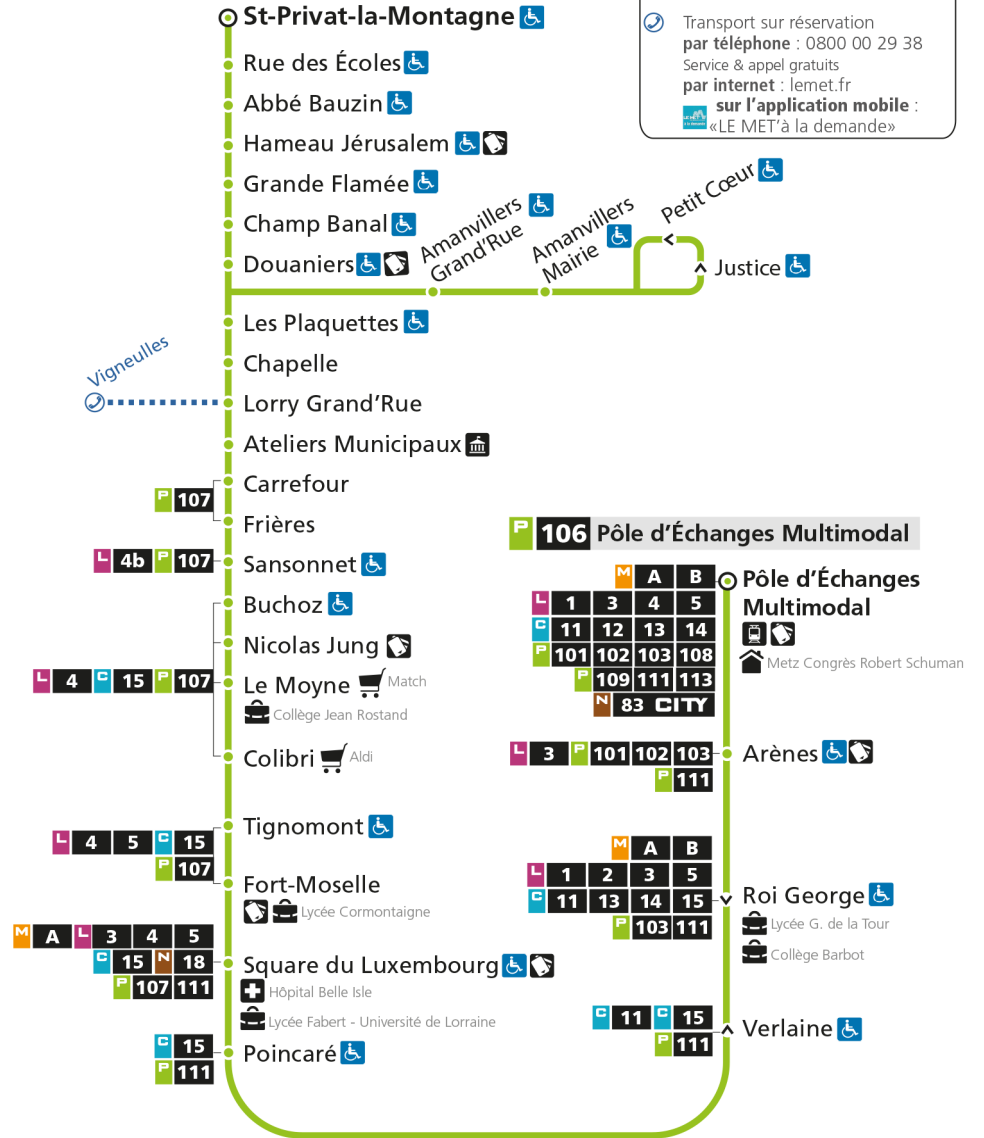 St-Privat-la-Montagne
Rue des Écoles
Abbé Bauzin
Hameau Jérusalem
Grande Flamée
Champ Banal
Douaniers
Transport sur réservation
par téléphone : 0800 00 29 38
Service & appel gratuits
par internet : lemet.fr
sur l'application mobile :
«LE MET'à la demande»
Amanvillers
Grand'Rue
Amanvillers
Mairie
Petit Cœur
Justice
Les Plaquettes
Chapelle
Vigneulles
Lorry Grand'Rue
Ateliers Municipaux
Carrefour
P 107
Frières
L 4b P 107
Sansonnet
Buchoz
Nicolas Jung
L 4 C 15 P 107
Le Moyne Match
Collège Jean Rostand
Colibri Aldi
Tignomont
L 4 5 C 15
P 107
Fort-Moselle
Lycée Cormontaigne
M A L 3 4 5
C 15 N 18
P 107 111
Square du Luxembourg
Hôpital Belle Isle
Lycée Fabert - Université de Lorraine
C 15
P 111
Poincaré
P 106 Pôle d'Échanges Multimodal
M A B
L 1 3 4 5
C 11 12 13 14
P 101 102 103 108
P 109 111 113
N 83 CITY
Pôle d'Échanges
Multimodal
Metz Congrès Robert Schuman
L 3 P 101 102 103
P 111
Arènes
M A B
L 1 2 3 5
C 11 13 14 15
P 103 111
Roi George
Lycée G. de la Tour
Collège Barbot
C 11 C 15
P 111
Verlaine